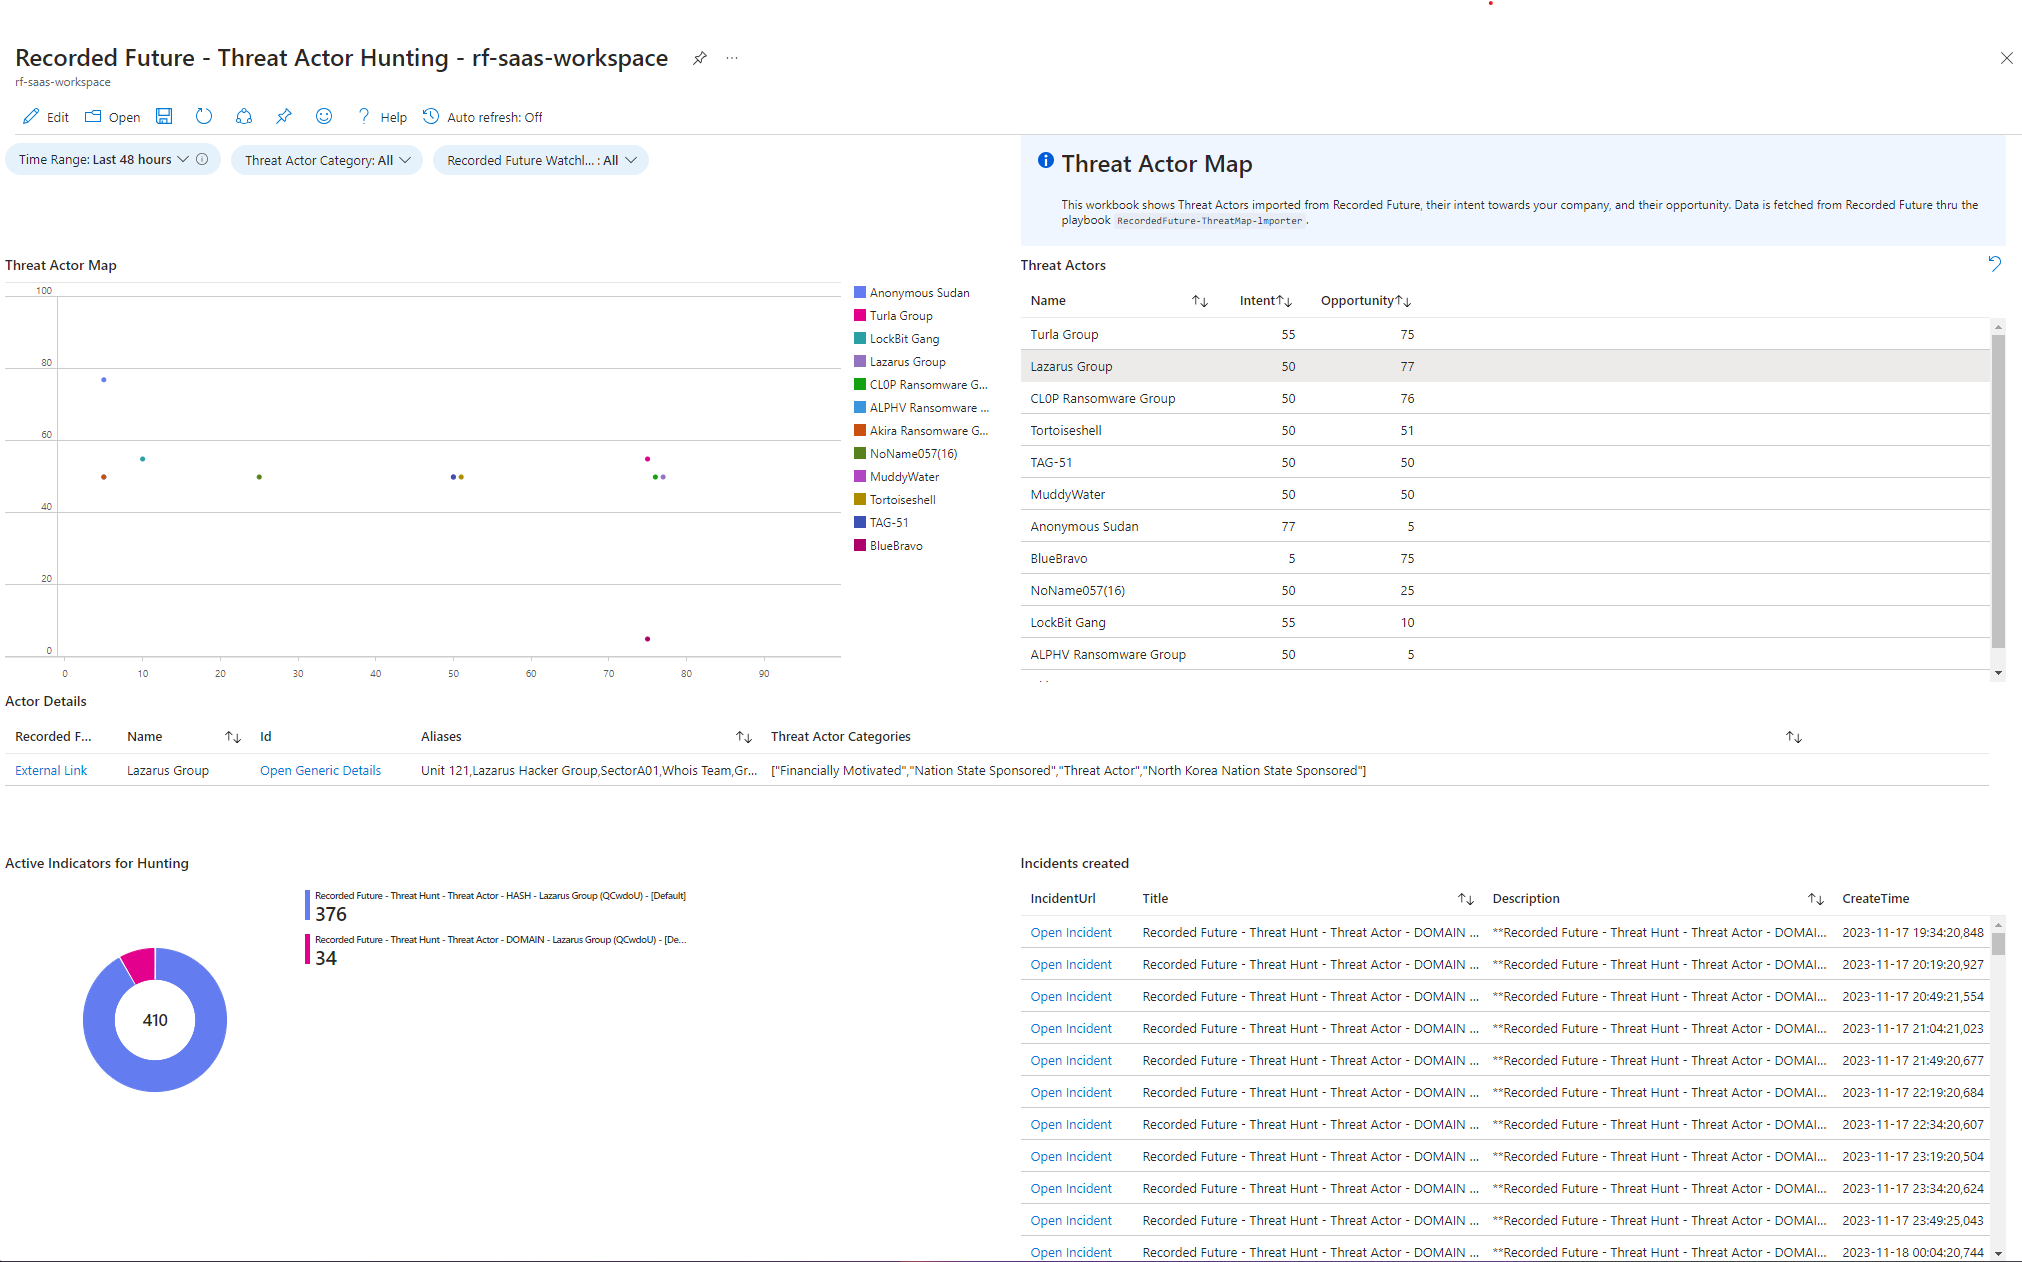 Recorded Future - Threat Actor Hunting - rf-saas-workspace
rf-saas-workspace
Edit Open Help Auto refresh: Off
Time Range: Last 48 hours Threat Actor Category: All Recorded Future Watchl... : All
Threat Actor Map
This workbook shows Threat Actors imported from Recorded Future, their intent towards your company, and their opportunity. Data is fetched from Recorded Future thru the
playbook RecordedFuture-ThreatMap-Importer.
Threat Actor Map
100
80
60
40
20
0
0 10 20 30 40 50 60 70 80 90
Anonymous Sudan
Turla Group
LockBit Gang
Lazarus Group
CL0P Ransomware G...
ALPHV Ransomware ...
Akira Ransomware G...
NoName057(16)
MuddyWater
Tortoiseshell
TAG-51
BlueBravo
Threat Actors
Name Intent Opportunity
Turla Group 55 75
Lazarus Group 50 77
CL0P Ransomware Group 50 76
Tortoiseshell 50 51
TAG-51 50 50
MuddyWater 50 50
Anonymous Sudan 77 5
BlueBravo 5 75
NoName057(16) 50 25
LockBit Gang 55 10
ALPHV Ransomware Group 50 5
Actor Details
Recorded F... Name Id Aliases Threat Actor Categories
External Link Lazarus Group Open Generic Details Unit 121,Lazarus Hacker Group,SectorA01,Whois Team,Gr... ["Financially Motivated","Nation State Sponsored","Threat Actor","North Korea Nation State Sponsored"]
Active Indicators for Hunting
Recorded Future - Threat Hunt - Threat Actor - HASH - Lazarus Group (QCwdoU) - [Default]
376
Recorded Future - Threat Hunt - Threat Actor - DOMAIN - Lazarus Group (QCwdoU) - [De...
34
410
Incidents created
IncidentUrl Title Description CreateTime
Open Incident Recorded Future - Threat Hunt - Threat Actor - DOMAIN ... **Recorded Future - Threat Hunt - Threat Actor - DOMAI... 2023-11-17 19:34:20,848
Open Incident Recorded Future - Threat Hunt - Threat Actor - DOMAIN ... **Recorded Future - Threat Hunt - Threat Actor - DOMAI... 2023-11-17 20:19:20,927
Open Incident Recorded Future - Threat Hunt - Threat Actor - DOMAIN ... **Recorded Future - Threat Hunt - Threat Actor - DOMAI... 2023-11-17 20:49:21,554
Open Incident Recorded Future - Threat Hunt - Threat Actor - DOMAIN ... **Recorded Future - Threat Hunt - Threat Actor - DOMAI... 2023-11-17 21:04:21,023
Open Incident Recorded Future - Threat Hunt - Threat Actor - DOMAIN ... **Recorded Future - Threat Hunt - Threat Actor - DOMAI... 2023-11-17 21:49:20,677
Open Incident Recorded Future - Threat Hunt - Threat Actor - DOMAIN ... **Recorded Future - Threat Hunt - Threat Actor - DOMAI... 2023-11-17 22:19:20,684
Open Incident Recorded Future - Threat Hunt - Threat Actor - DOMAIN ... **Recorded Future - Threat Hunt - Threat Actor - DOMAI... 2023-11-17 22:34:20,607
Open Incident Recorded Future - Threat Hunt - Threat Actor - DOMAIN ... **Recorded Future - Threat Hunt - Threat Actor - DOMAI... 2023-11-17 23:19:20,504
Open Incident Recorded Future - Threat Hunt - Threat Actor - DOMAIN ... **Recorded Future - Threat Hunt - Threat Actor - DOMAI... 2023-11-17 23:34:20,624
Open Incident Recorded Future - Threat Hunt - Threat Actor - DOMAIN ... **Recorded Future - Threat Hunt - Threat Actor - DOMAI... 2023-11-17 23:49:25,043
Open Incident Recorded Future - Threat Hunt - Threat Actor - DOMAIN ... **Recorded Future - Threat Hunt - Threat Actor - DOMAI... 2023-11-18 00:04:20,744